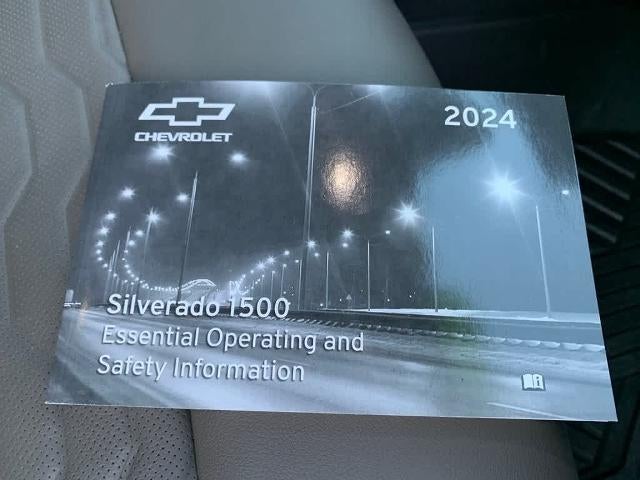 CHEVROLET
2024
Silverado 1500
Essential Operating and
Safety Information